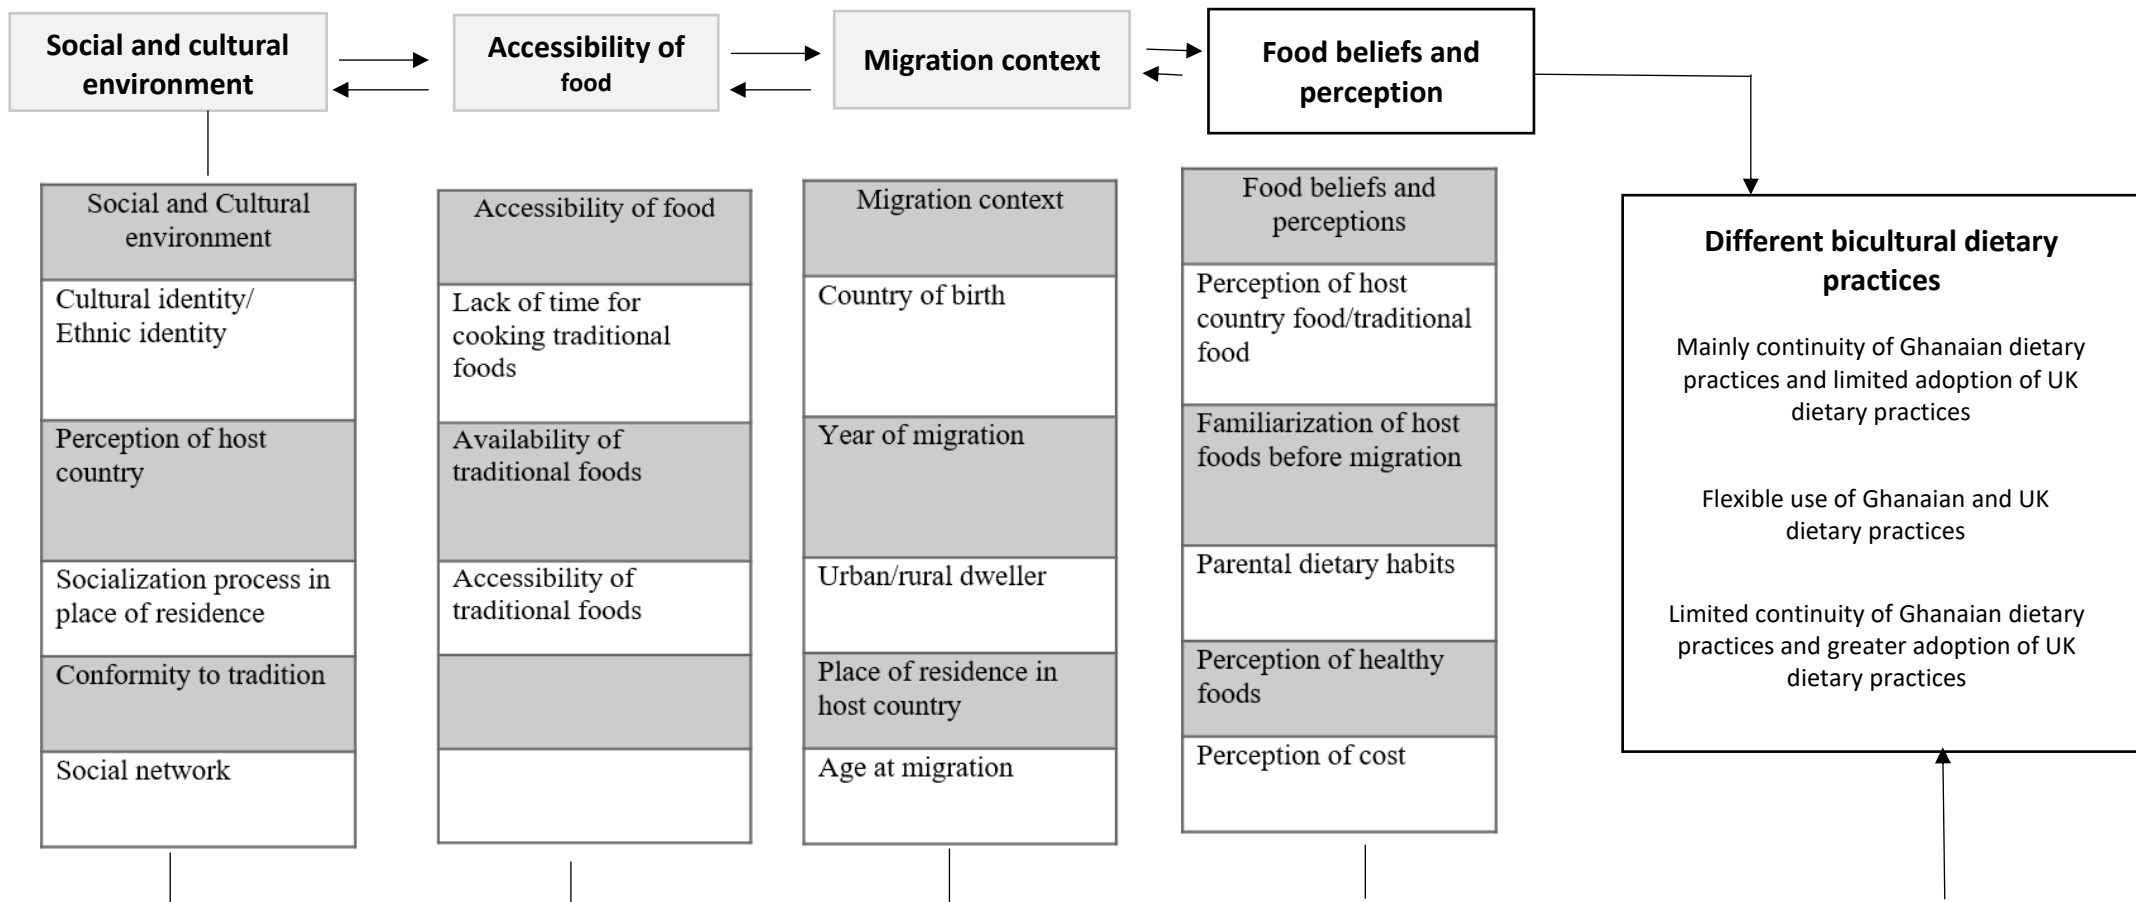 Social and cultural
environment
Accessibility of
food
Migration context
Food beliefs and
perception
Social and Cultural
environment
Cultural identity/
Ethnic identity
Perception of host
country
Socialization process in
place of residence
Conformity to tradition
Social network
Accessibility of food
Lack of time for
cooking traditional
foods
Availability of
traditional foods
Accessibility of
traditional foods
Migration context
Country of birth
Year of migration
Urban/rural dweller
Place of residence in
host country
Age at migration
Food beliefs and
perceptions
Perception of host
country food/traditional
food
Familiarization of host
foods before migration
Parental dietary habits
Perception of healthy
foods
Perception of cost
Different bicultural dietary
practices
Mainly continuity of Ghanaian dietary
practices and limited adoption of UK
dietary practices
Flexible use of Ghanaian and UK
dietary practices
Limited continuity of Ghanaian dietary
practices and greater adoption of UK
dietary practices